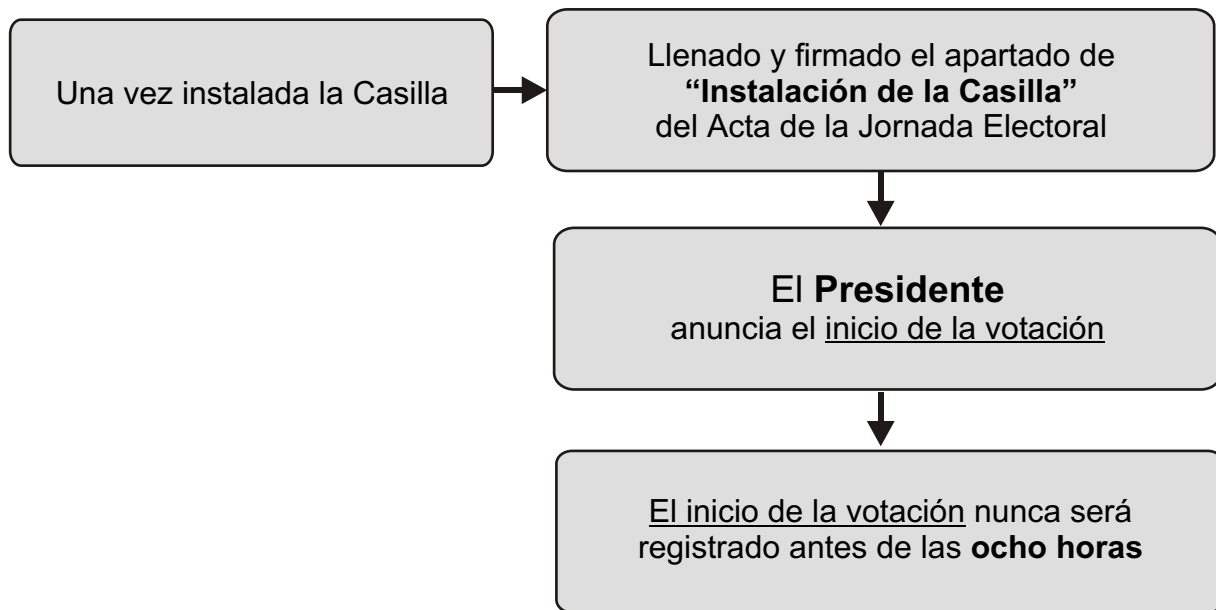 Una vez instalada la Casilla
Llenado y firmado el apartado de
“Instalación de la Casilla”
del Acta de la Jornada Electoral
El Presidente
anuncia el inicio de la votación
El inicio de la votación nunca será
registrado antes de las ocho horas